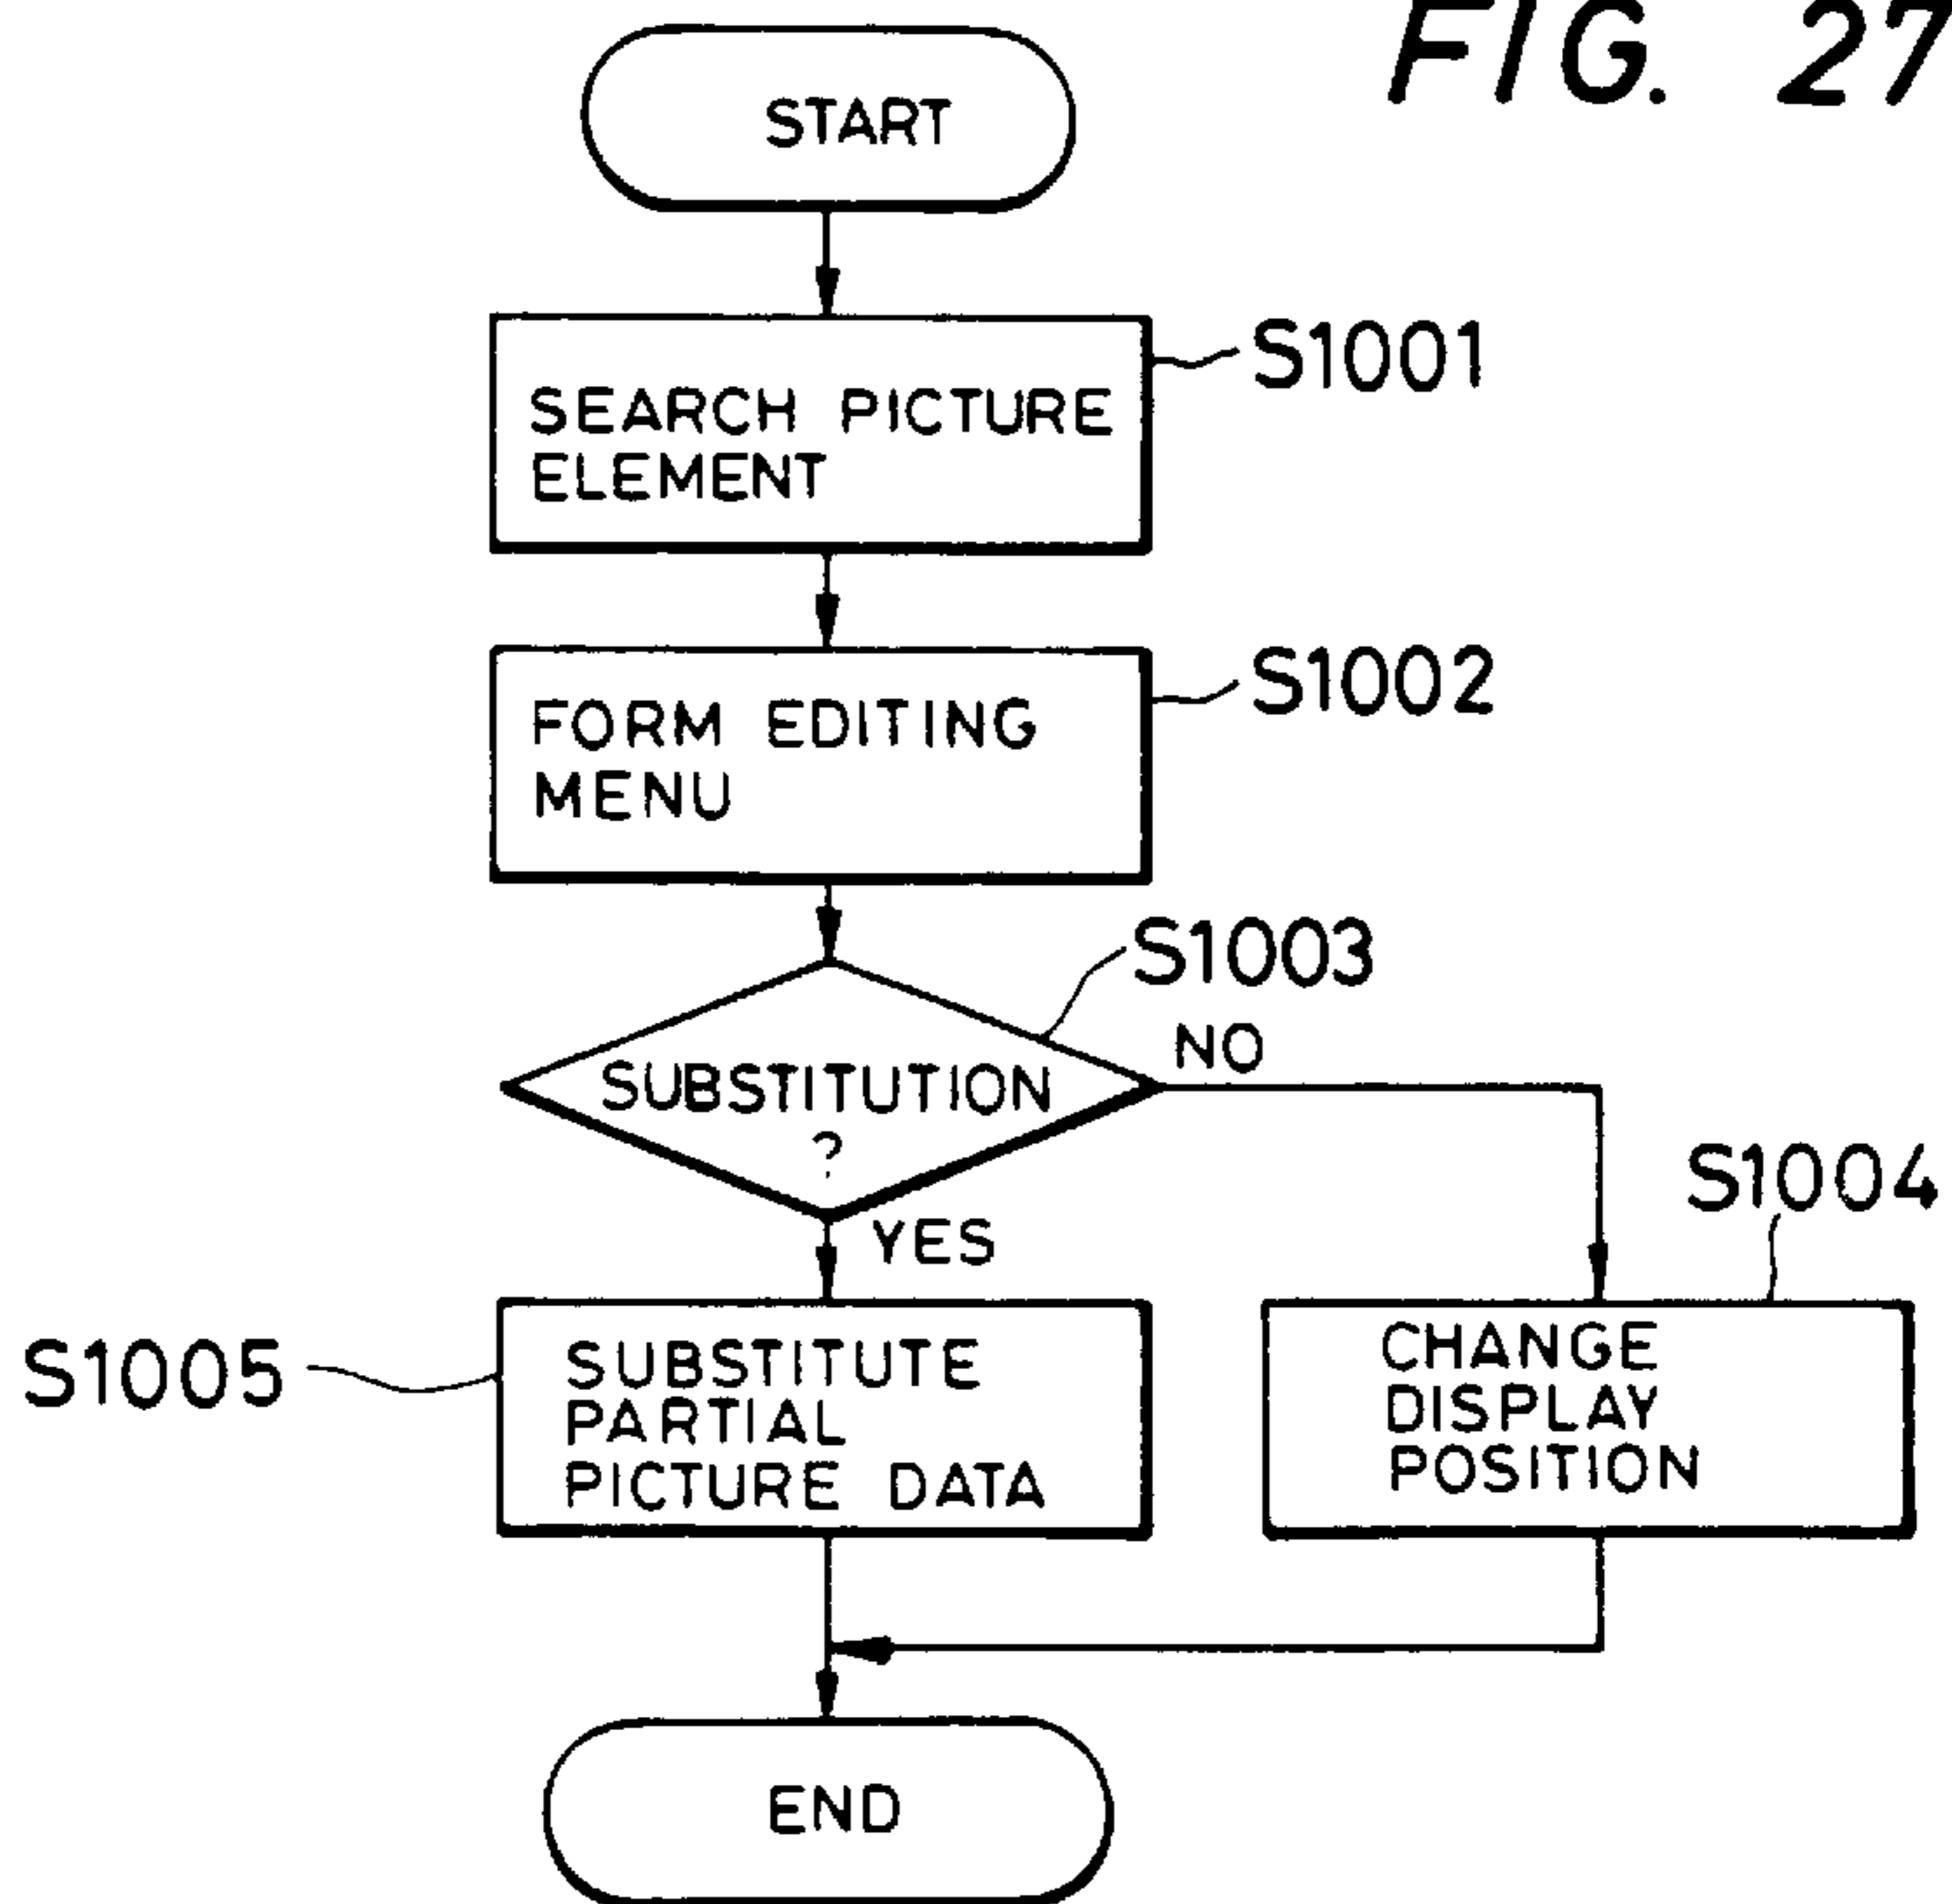 FIG. 27
START
S1001
SEARCH PICTURE
ELEMENT
S1002
FORM EDITING
MENU
S1003
NO
SUBSTITUTION
?
YES
S1004
S1005
SUBSTITUTE
PARTIAL
PICTURE DATA
CHANGE
DISPLAY
POSITION
END